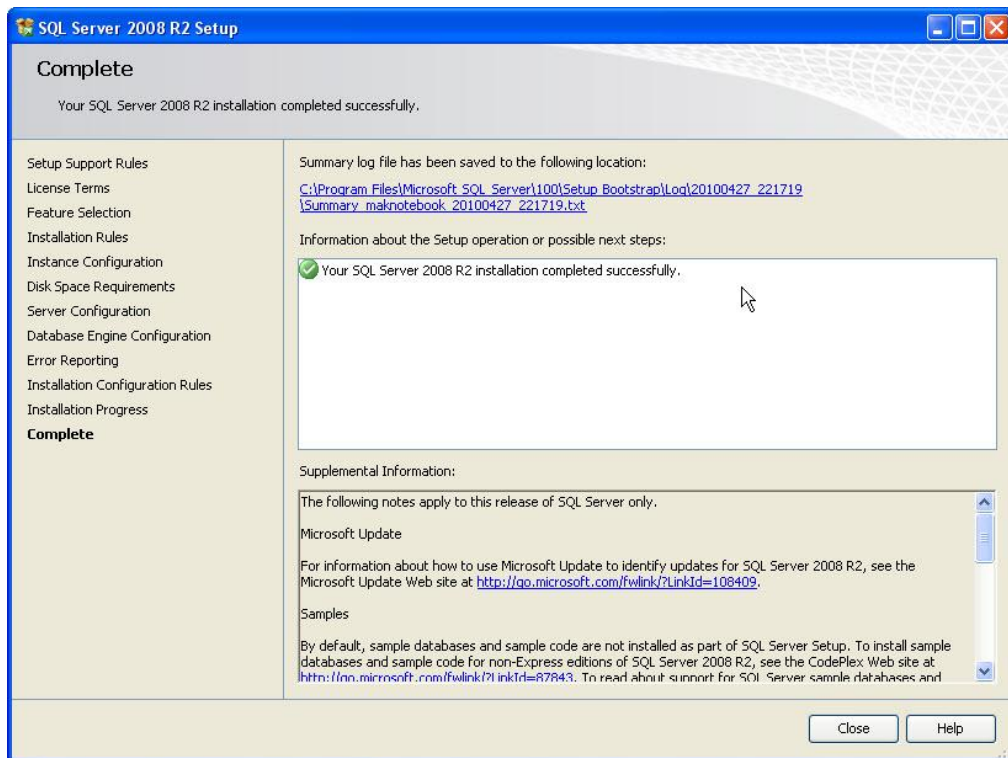 SQL Server 2008 R2 Setup
Complete
Your SQL Server 2008 R2 installation completed successfully.
Setup Support Rules
License Terms
Feature Selection
Installation Rules
Instance Configuration
Disk Space Requirements
Server Configuration
Database Engine Configuration
Error Reporting
Installation Configuration Rules
Installation Progress
Complete
Summary log file has been saved to the following location:
C:\Program Files\Microsoft SQL Server\100\Setup Bootstrap\Log\20100427_221719
\Summary_maknotebook_20100427_221719.txt
Information about the Setup operation or possible next steps:
Your SQL Server 2008 R2 installation completed successfully.
Supplemental Information:
The following notes apply to this release of SQL Server only.
Microsoft Update
For information about how to use Microsoft Update to identify updates for SQL Server 2008 R2, see the
Microsoft Update Web site at http://go.microsoft.com/fwlink/?LinkId=108409.
Samples
By default, sample databases and sample code are not installed as part of SQL Server Setup. To install sample
databases and sample code for non-Express editions of SQL Server 2008 R2, see the CodePlex Web site at
http://go.microsoft.com/fwlink/?LinkId=87843. To read about support for SQL Server sample databases and
Close
Help